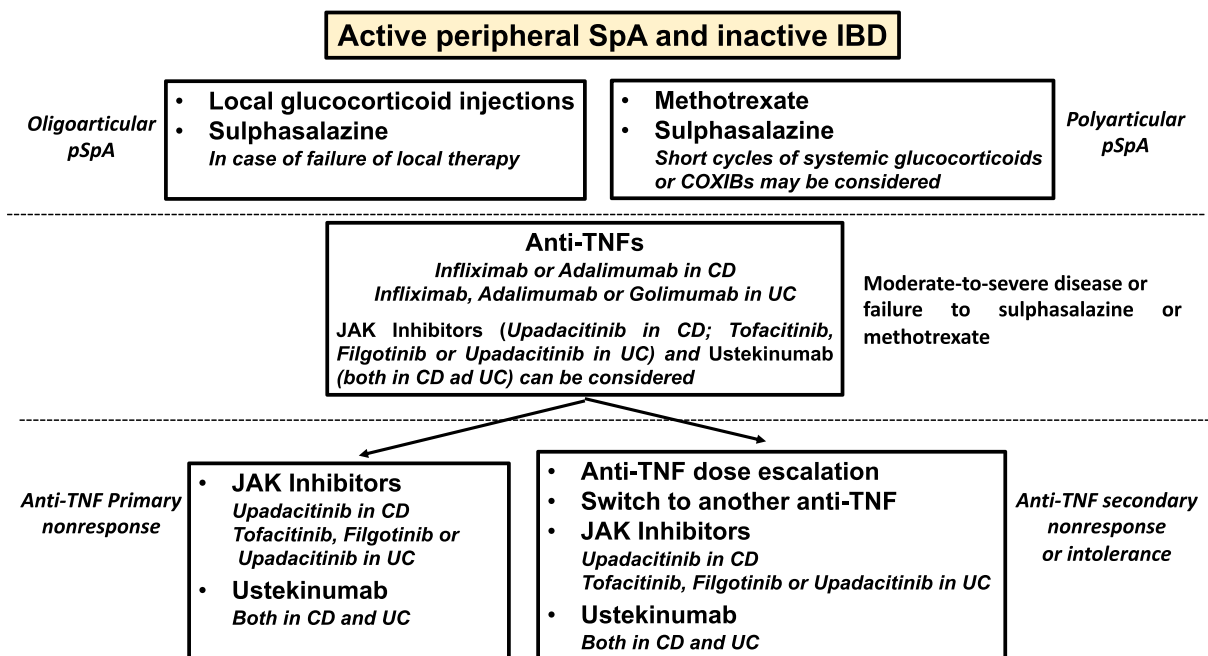 Active peripheral SpA and inactive IBD
Oligoarticular
pSpA
• Local glucocorticoid injections
• Sulphasalazine
In case of failure of local therapy
• Methotrexate
• Sulphasalazine
Short cycles of systemic glucocorticoids
or COXIBs may be considered
Polyarticular
pSpA
Anti-TNFs
Infliximab or Adalimumab in CD
Infliximab, Adalimumab or Golimumab in UC
JAK Inhibitors (Upadacitinib in CD; Tofacitinib,
Filgotinib or Upadacitinib in UC) and Ustekinumab
(both in CD ad UC) can be considered
Moderate-to-severe disease or
failure to sulphasalazine or
methotrexate
Anti-TNF Primary
nonresponse
• JAK Inhibitors
Upadacitinib in CD
Tofacitinib, Filgotinib or
Upadacitinib in UC
• Ustekinumab
Both in CD and UC
• Anti-TNF dose escalation
• Switch to another anti-TNF
• JAK Inhibitors
Upadacitinib in CD
Tofacitinib, Filgotinib or Upadacitinib in UC
• Ustekinumab
Both in CD and UC
Anti-TNF secondary
nonresponse
or intolerance